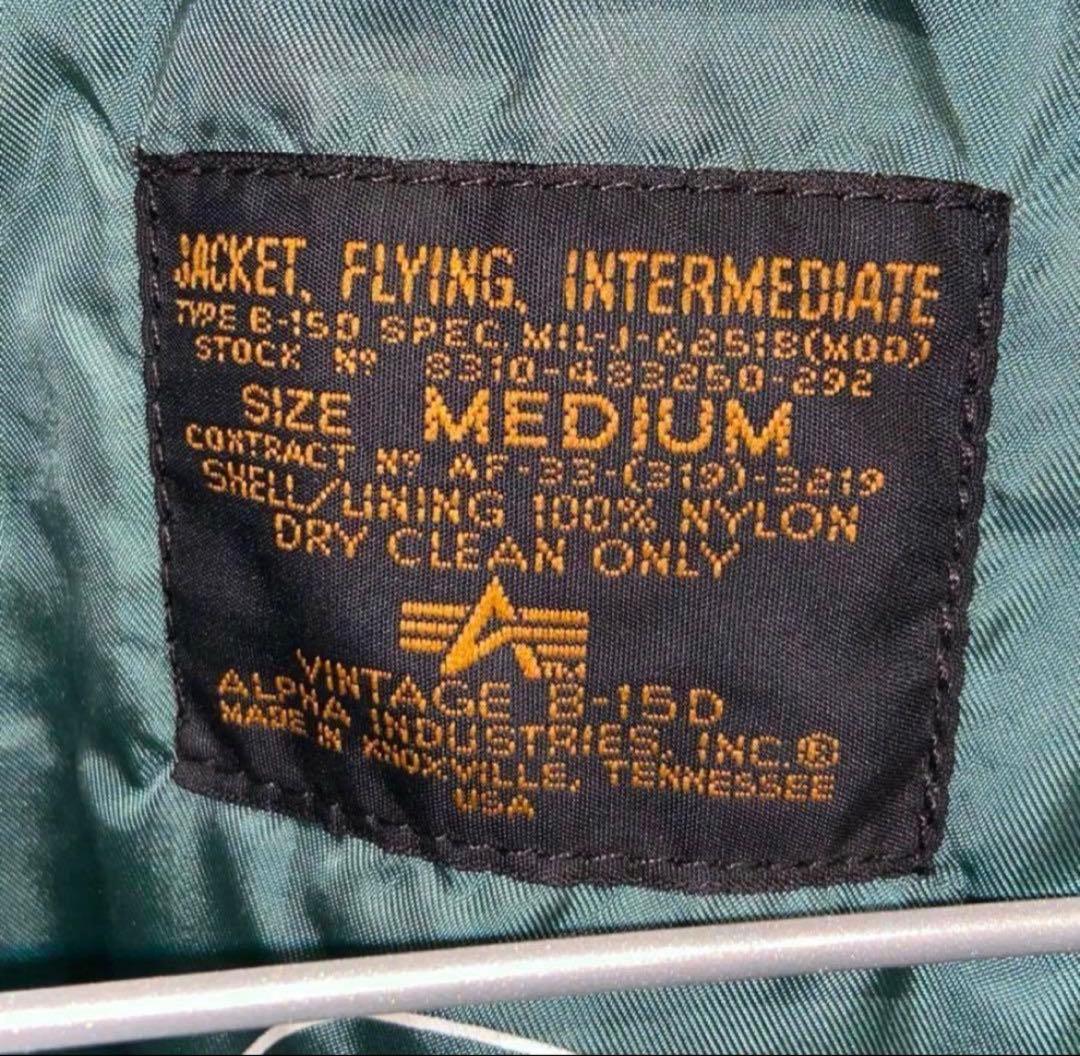 JACKET, FLYING, INTERMEDIATE
TYPE B-15D SPEC. MIL-J-6251B(MOD)
STOCK Nº 8310-483260-292
SIZE MEDIUM
CONTRACT Nº AF-33-(319)-3219
SHELL/LINING 100% NYLON
DRY CLEAN ONLY
TM
VINTAGE B-15D
ALPHA INDUSTRIES, INC.®
MADE IN KNOXVILLE, TENNESSEE
USA